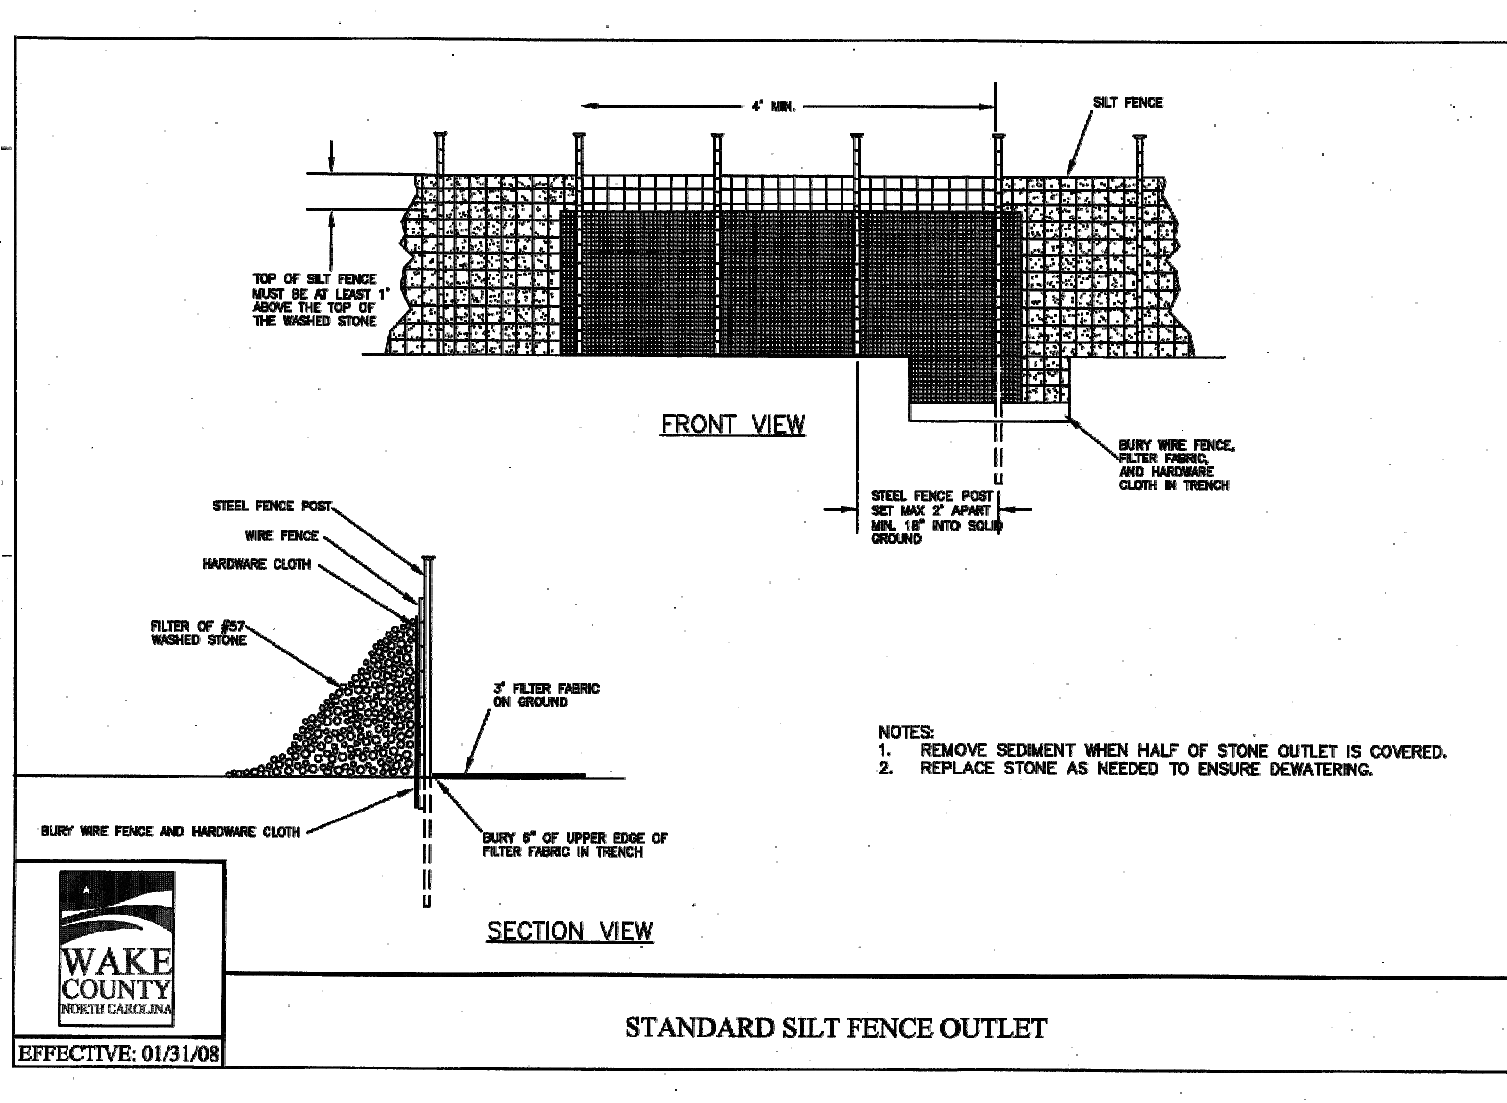 4' MIN.
SILT FENCE
TOP OF SILT FENCE
MUST BE AT LEAST 1'
ABOVE THE TOP OF
THE WASHED STONE
FRONT VIEW
BURY WIRE FENCE,
FILTER FABRIC,
AND HARDWARE
CLOTH IN TRENCH
STEEL FENCE POST
SET MAX 2' APART
MIN. 18" INTO SOLID
GROUND
STEEL FENCE POST
WIRE FENCE
HARDWARE CLOTH
FILTER OF #57
WASHED STONE
3' FILTER FABRIC
ON GROUND
BURY WIRE FENCE AND HARDWARE CLOTH
BURY 6" OF UPPER EDGE OF
FILTER FABRIC IN TRENCH
SECTION VIEW
NOTES:
1. REMOVE SEDIMENT WHEN HALF OF STONE OUTLET IS COVERED.
2. REPLACE STONE AS NEEDED TO ENSURE DEWATERING.
WAKE
COUNTY
NORTH CAROLINA
EFFECTIVE: 01/31/08
STANDARD SILT FENCE OUTLET